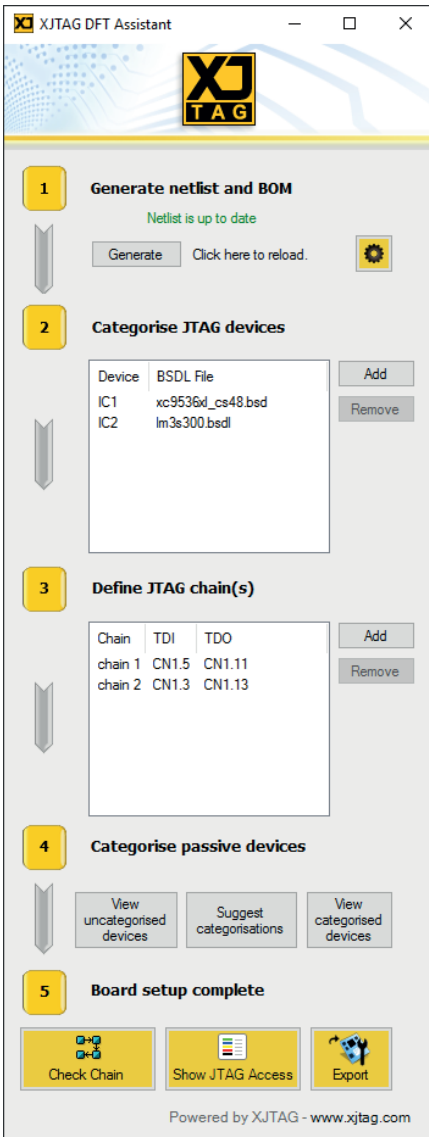 XJTAG DFT Assistant
XJ
TAG
1 Generate netlist and BOM
Netlist is up to date
Generate Click here to reload.
2 Categorise JTAG devices
Device BSDL File Add
IC1 xc9536xl_cs48.bsd Remove
IC2 lm3s300.bsdl
3 Define JTAG chain(s)
Chain TDI TDO Add
chain 1 CN1.5 CN1.11 Remove
chain 2 CN1.3 CN1.13
4 Categorise passive devices
View uncategorised devices
Suggest categorisations
View categorised devices
5 Board setup complete
Check Chain Show JTAG Access Export
Powered by XJTAG - www.xjtag.com